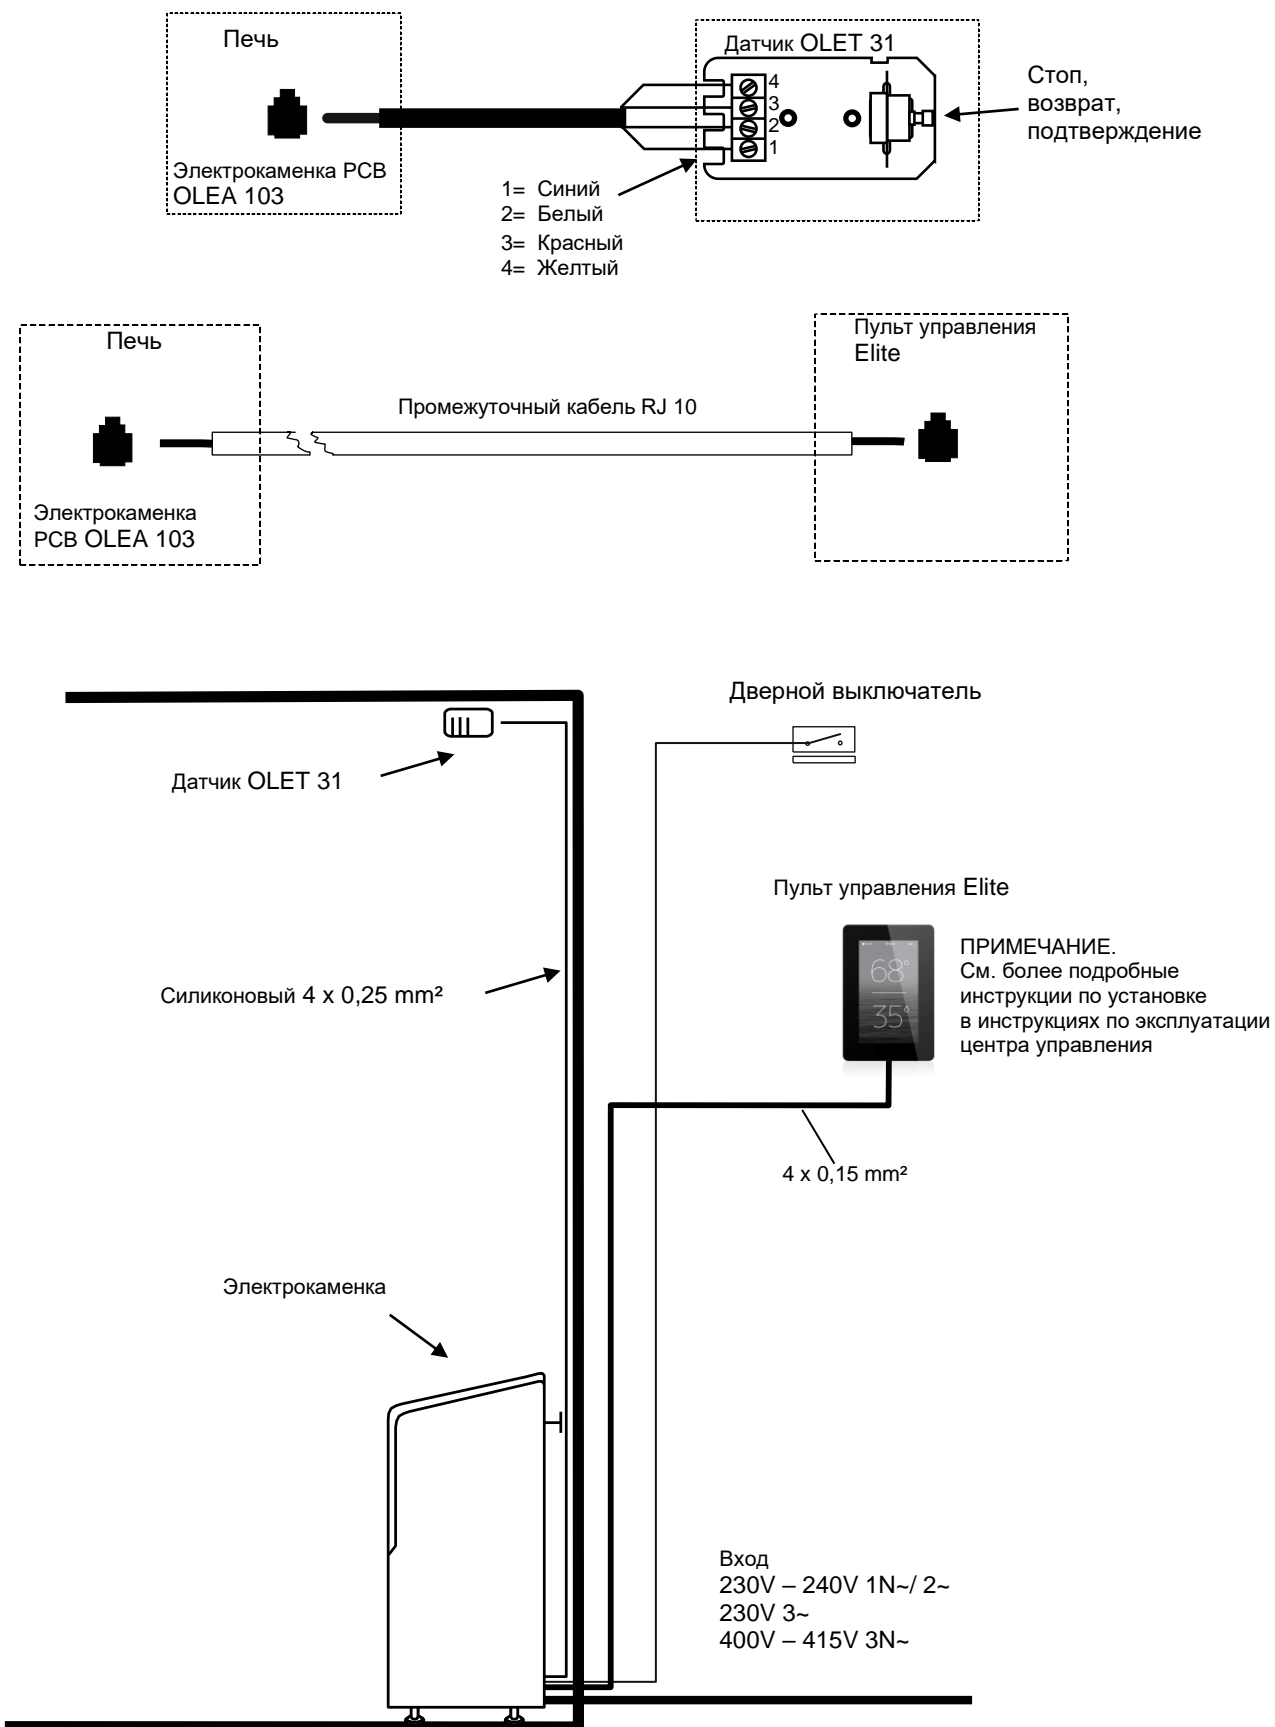 Печь
Датчик OLET 31
Стоп,
возврат,
подтверждение
4
3
2
1
Электрокаменка PCB
OLEA 103
1= Синий
2= Белый
3= Красный
4= Желтый
Печь
Пульт управления
Elite
Промежуточный кабель RJ 10
Электрокаменка
PCB OLEA 103
Дверной выключатель
Датчик OLET 31
Пульт управления Elite
68°
35°
ПРИМЕЧАНИЕ.
См. более подробные
инструкции по установке
в инструкциях по эксплуатации
центра управления
Силиконовый 4 x 0,25 mm²
4 x 0,15 mm²
Электрокаменка
Вход
230V – 240V 1N~/ 2~
230V 3~
400V – 415V 3N~